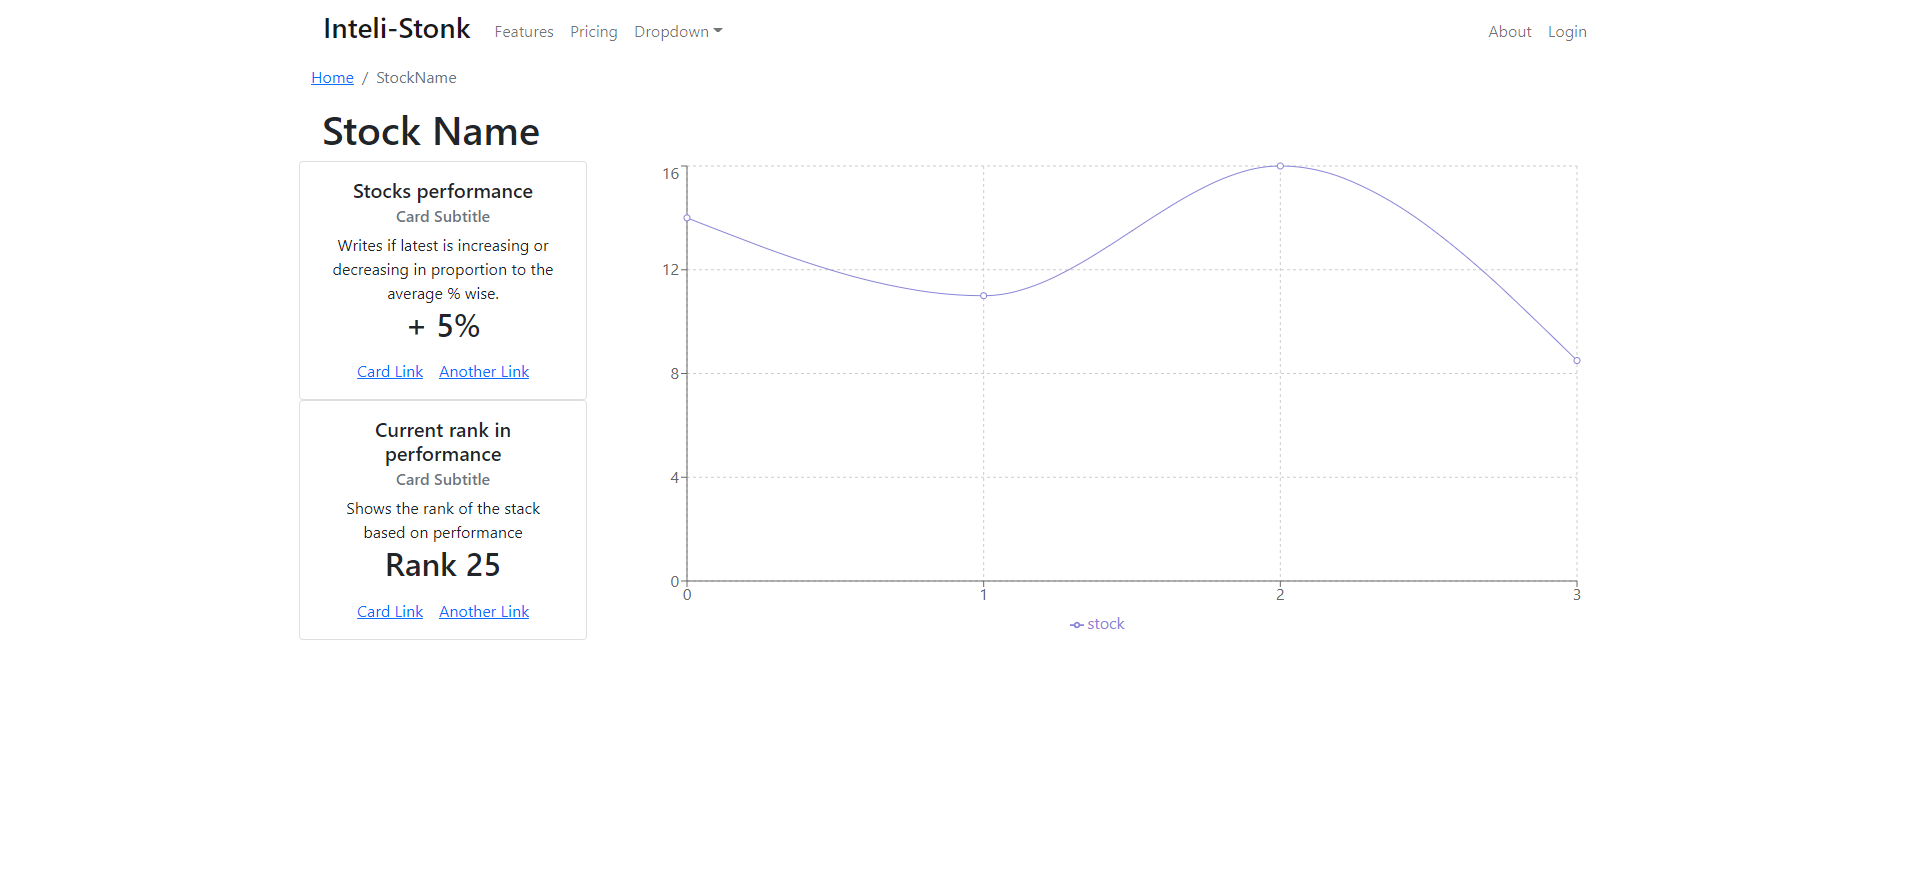 Inteli-Stonk Features Pricing Dropdown About Login
Home / StockName
Stock Name
Stocks performance
Card Subtitle
Writes if latest is increasing or
decreasing in proportion to the
average % wise.
+ 5%
Card Link Another Link
Current rank in
performance
Card Subtitle
Shows the rank of the stack
based on performance
Rank 25
Card Link Another Link
16
12
8
4
0
0 1 2 3
stock